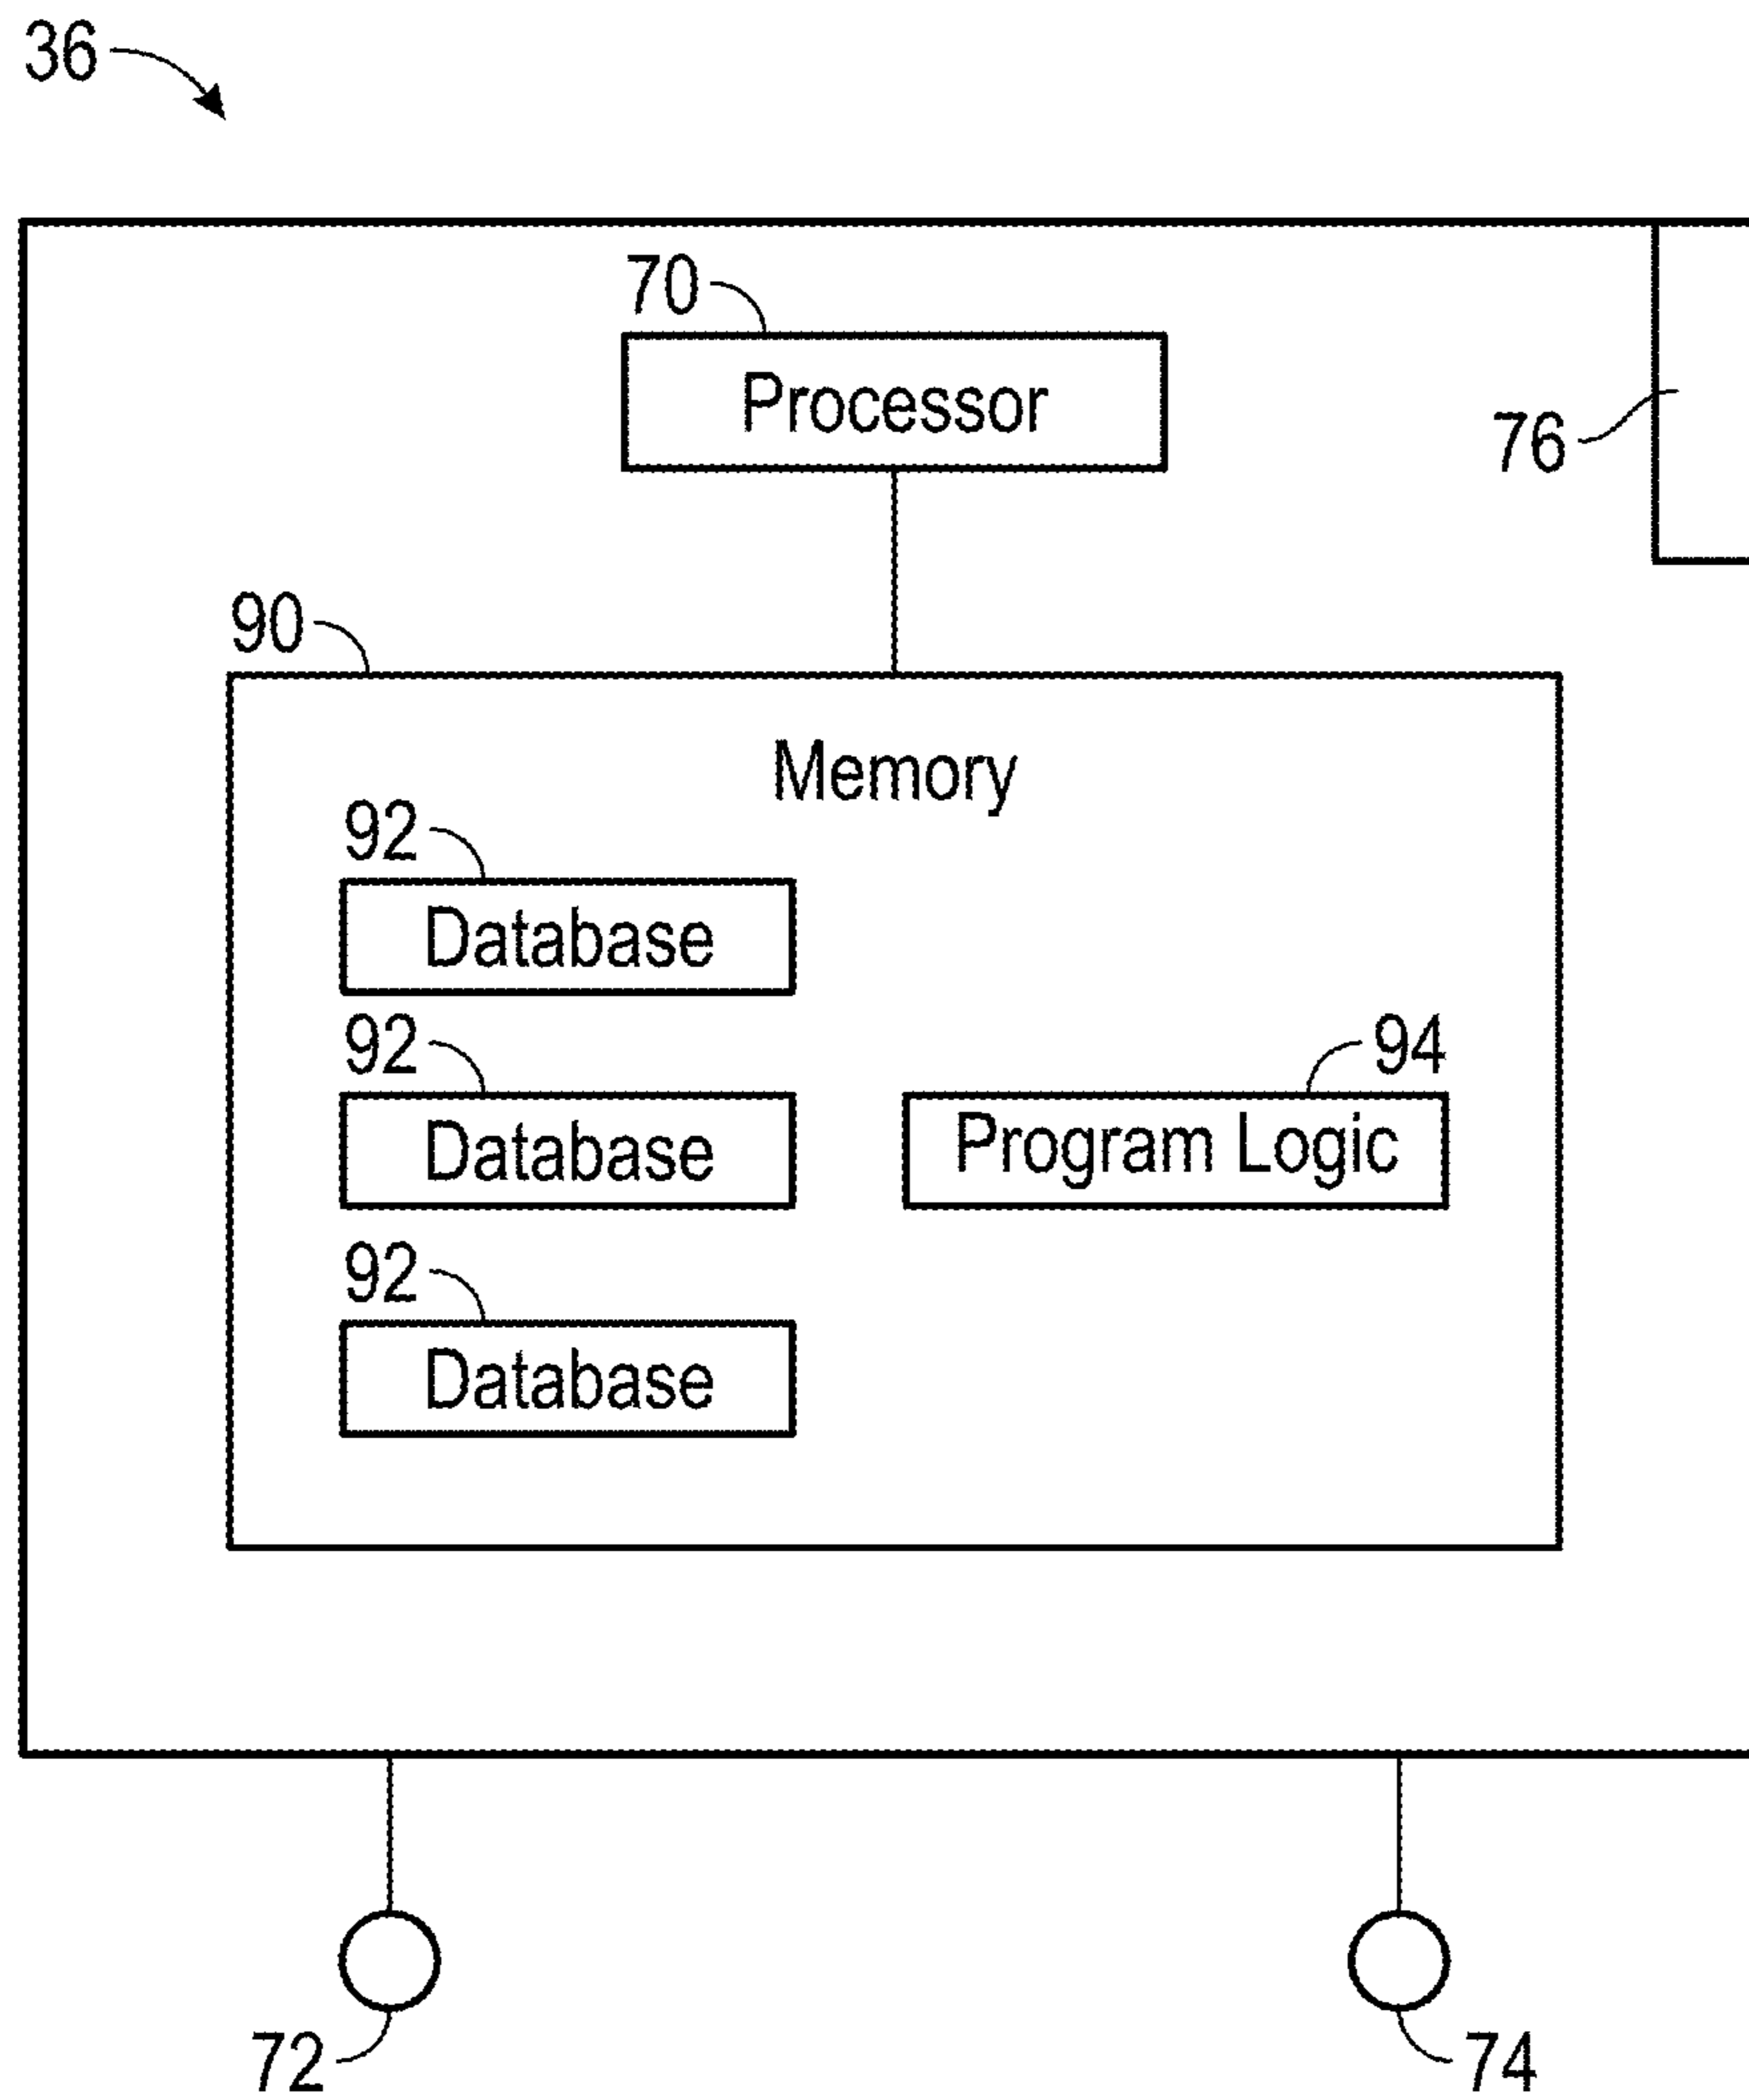 36
70
Processor
76
90
Memory
92
Database
92
94
Database
Program Logic
92
Database
72
74